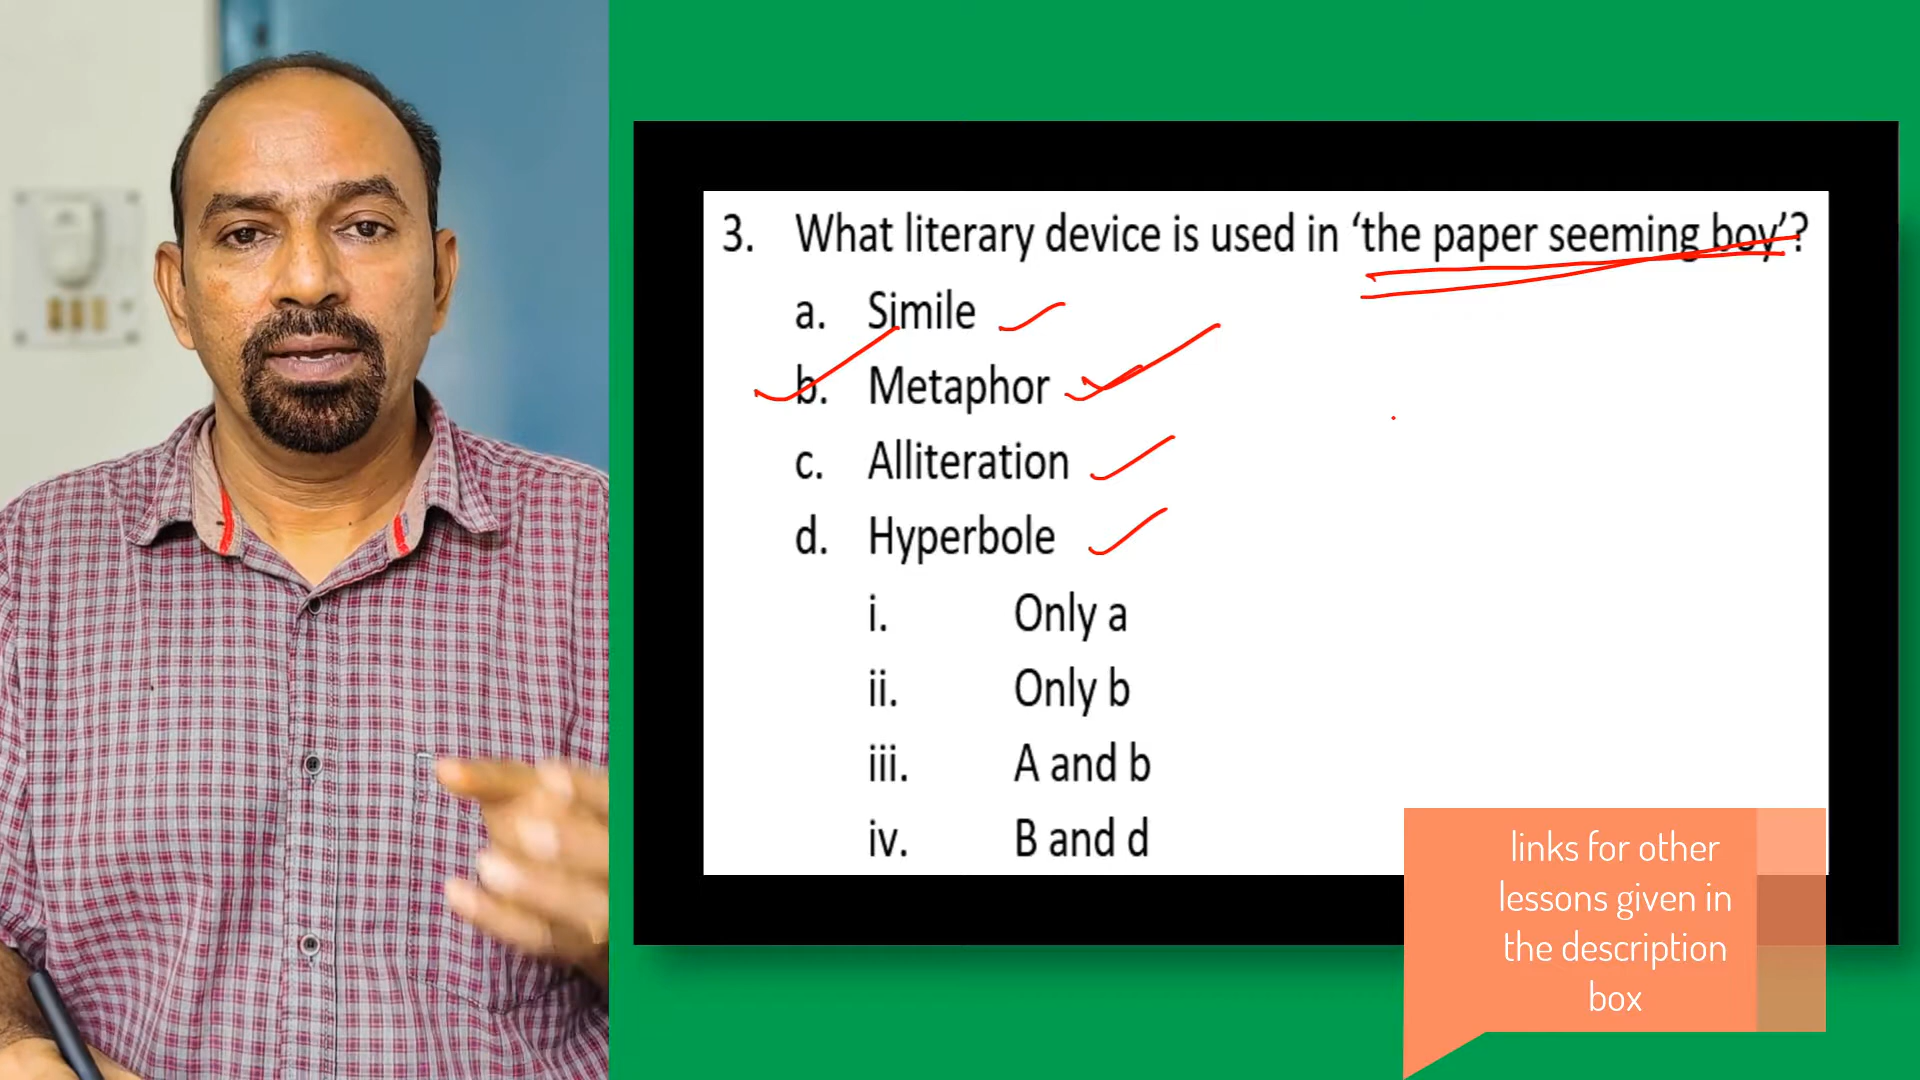 3. What literary device is used in ‘the paper seeming boy’?
a. Simile
b. Metaphor
c. Alliteration
d. Hyperbole
i. Only a
ii. Only b
iii. A and b
iv. B and d
links for other
lessons given in
the description
box